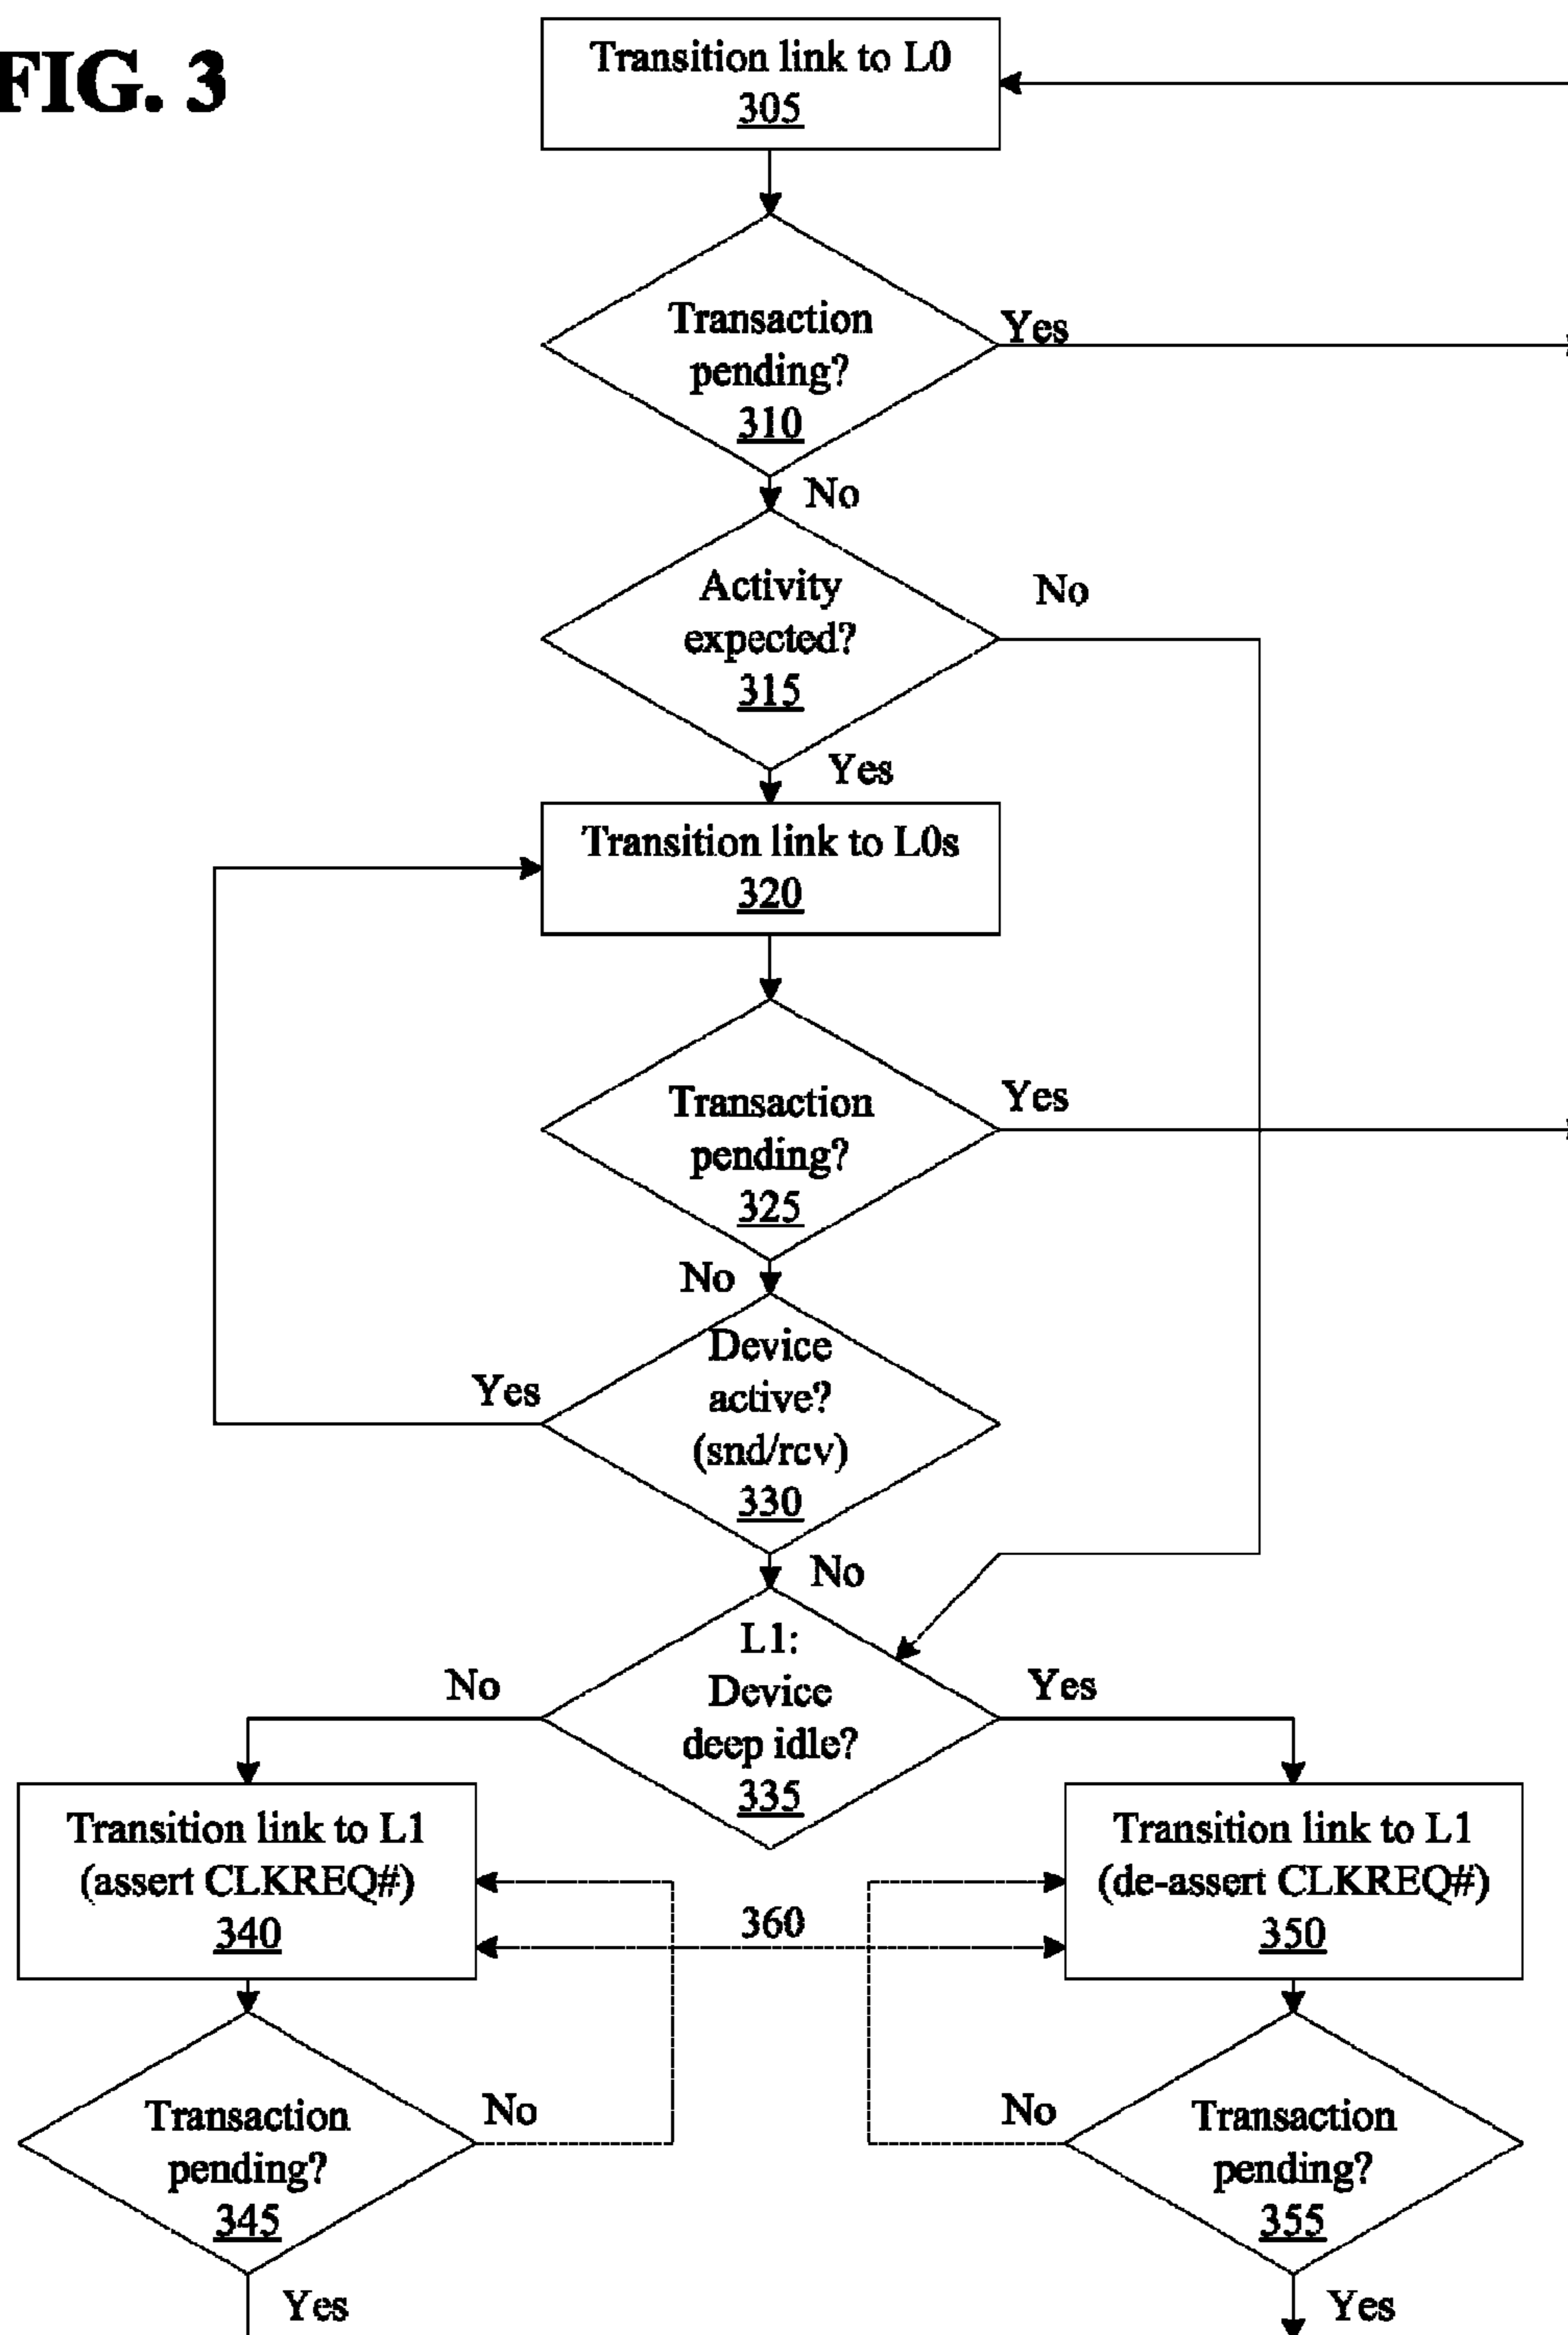 FIG. 3
Transition link to L0
305
Transaction
pending?
310
Yes
No
Activity
expected?
315
No
Yes
Transition link to L0s
320
Transaction
pending?
325
Yes
No
Device
active?
(snd/rcv)
330
Yes
No
L1:
Device
deep idle?
335
No
Yes
Transition link to L1
(assert CLKREQ#)
340
360
Transition link to L1
(de-assert CLKREQ#)
350
Transaction
pending?
345
No
Yes
No
Transaction
pending?
355
Yes